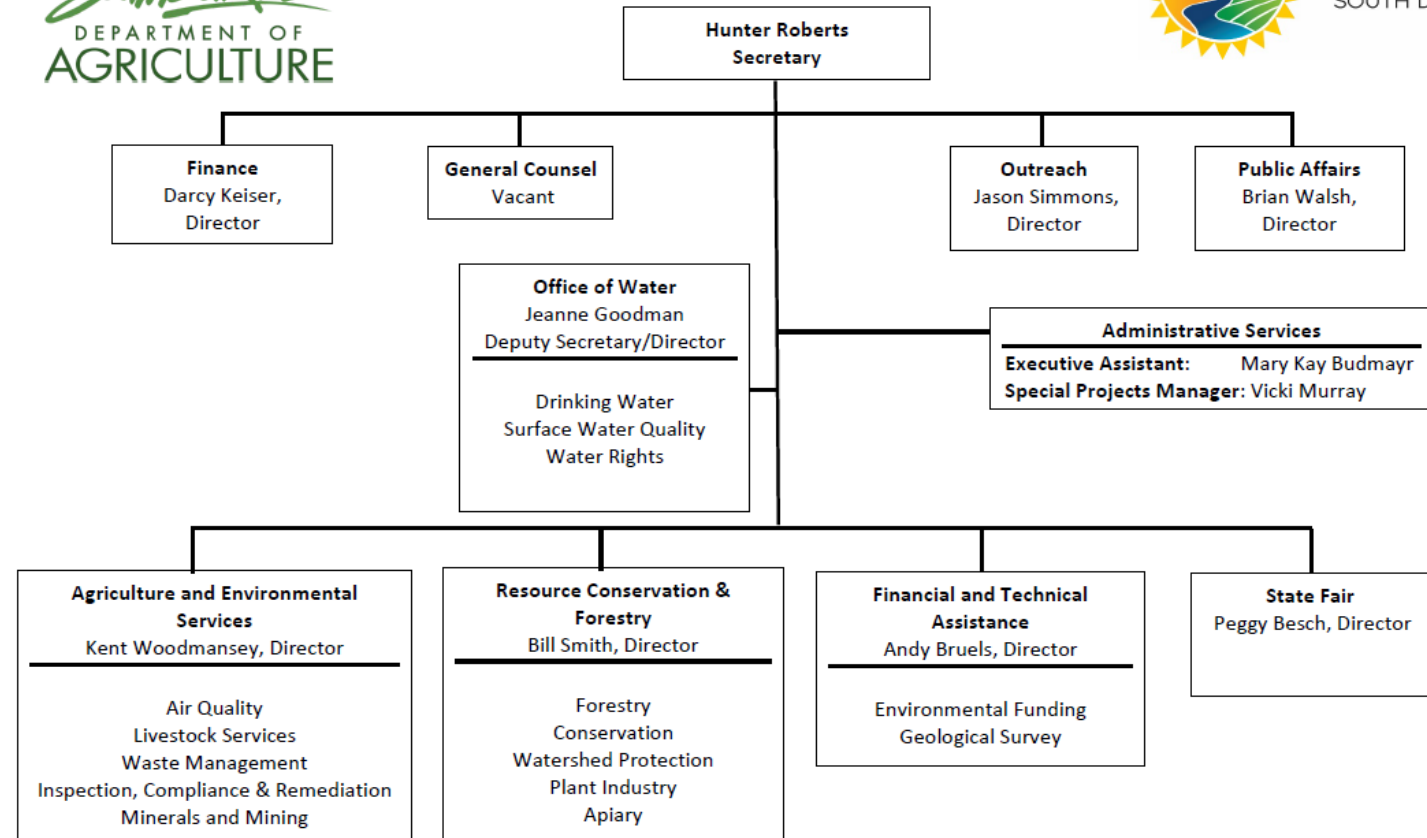 DEPARTMENT OF
AGRICULTURE
Hunter Roberts
Secretary
Finance
Darcy Keiser,
Director
General Counsel
Vacant
Outreach
Jason Simmons,
Director
Public Affairs
Brian Walsh,
Director
Office of Water
Jeanne Goodman
Deputy Secretary/Director
Drinking Water
Surface Water Quality
Water Rights
Administrative Services
Executive Assistant: Mary Kay Budmayr
Special Projects Manager: Vicki Murray
Agriculture and Environmental
Services
Kent Woodmansey, Director
Air Quality
Livestock Services
Waste Management
Inspection, Compliance & Remediation
Minerals and Mining
Resource Conservation &
Forestry
Bill Smith, Director
Forestry
Conservation
Watershed Protection
Plant Industry
Apiary
Financial and Technical
Assistance
Andy Bruels, Director
Environmental Funding
Geological Survey
State Fair
Peggy Besch, Director